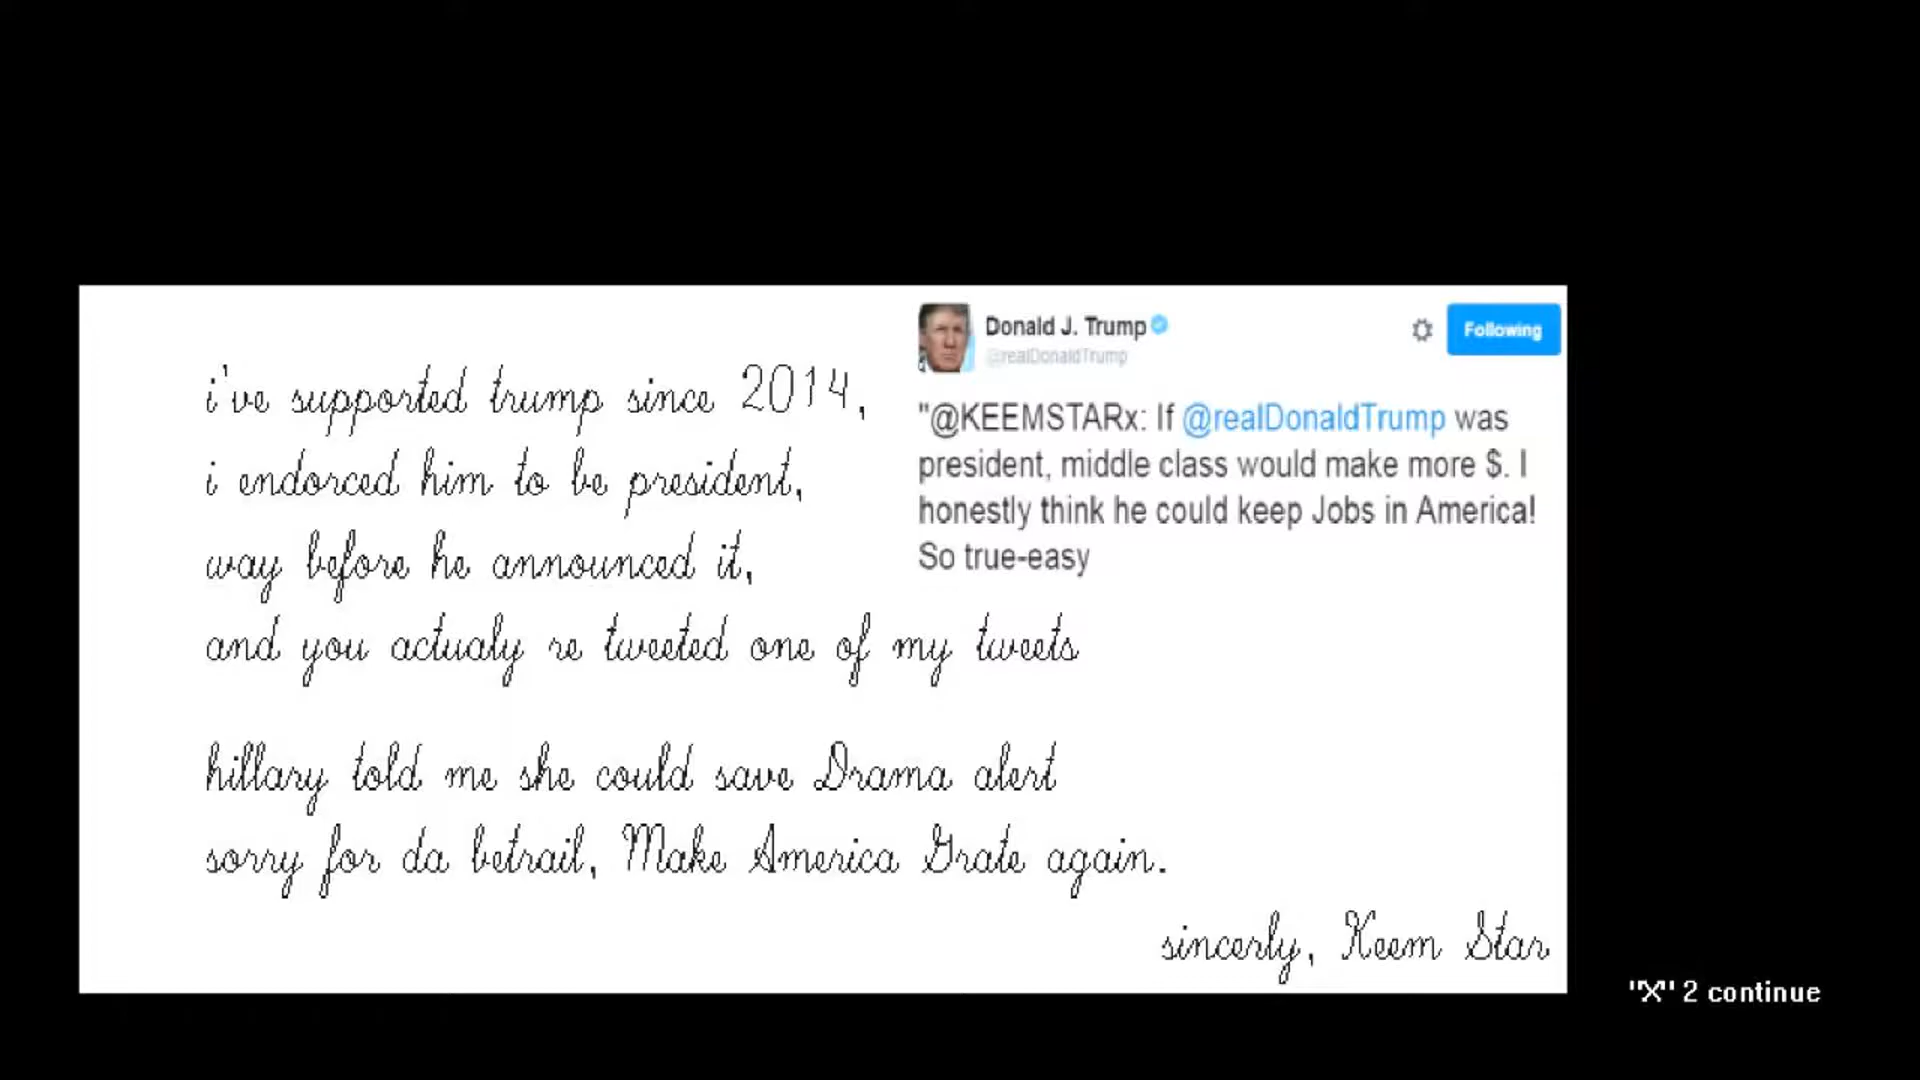 i've supported trump since 2014,
i endorced him to be president,
way before he announced it,
and you actualy re tweeted one of my tweets
hillary told me she could save Drama alert
sorry for da betrail, Make America Grate again.
sincerly, Keem Star
Donald J. Trump
@realDonaldTrump
Following
"@KEEMSTARx: If @realDonaldTrump was
president, middle class would make more $. I
honestly think he could keep Jobs in America!
So true-easy
"X" 2 continue